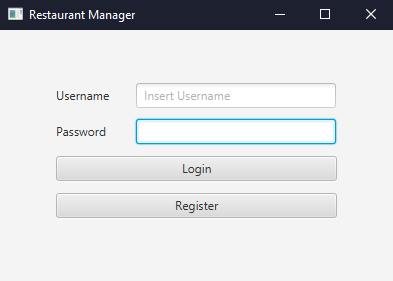 Restaurant Manager
Username Insert Username
Password
Login
Register